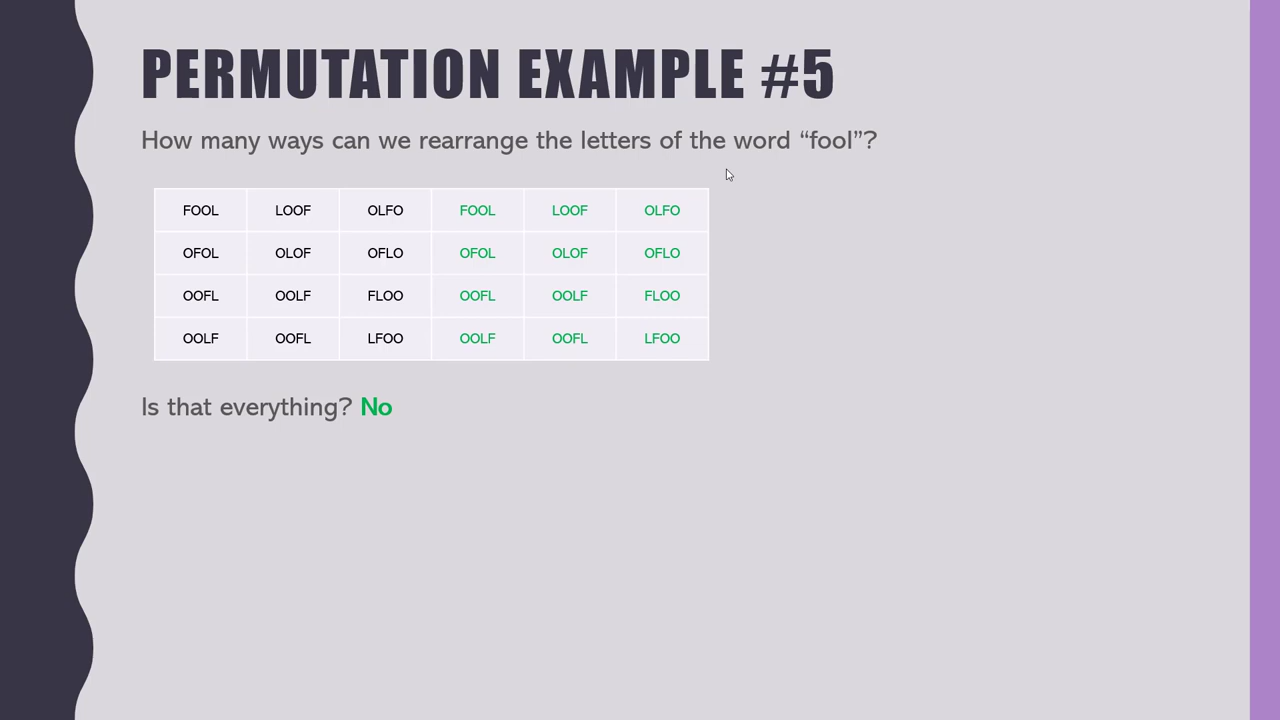 PERMUTATION EXAMPLE #5
How many ways can we rearrange the letters of the word “fool”?
FOOL LOOF OLFO FOOL LOOF OLFO
OFOL OLOF OFLO OFOL OLOF OFLO
OOFL OOLF FLOO OOFL OOLF FLOO
OOLF OOFL LFOO OOLF OOFL LFOO
Is that everything? No